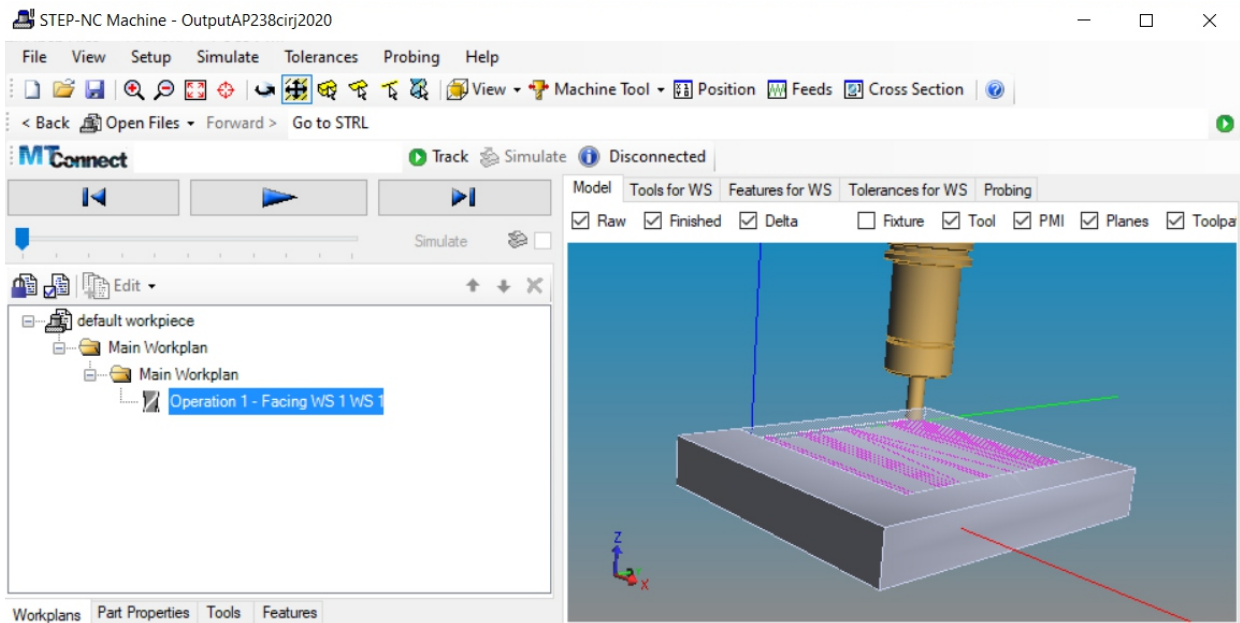 STEP-NC Machine - OutputAP238cirj2020
File View Setup Simulate Tolerances Probing Help
View Machine Tool Position Feeds Cross Section
< Back Open Files Forward > Go to STRL
MTConnect Track Simulate Disconnected
Model Tools for WS Features for WS Tolerances for WS Probing
Raw Finished Delta Fixture Tool PMI Planes Toolpa
Simulate
Edit
default workpiece
Main Workplan
Main Workplan
Operation 1 - Facing WS 1 WS 1
Z
X
Workplans Part Properties Tools Features